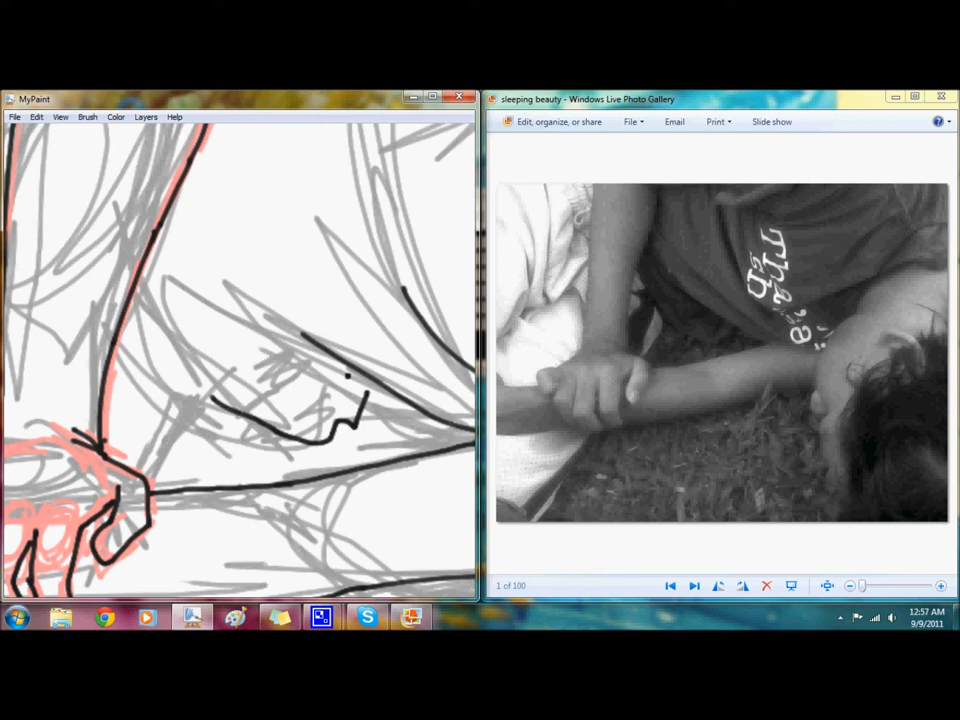 MyPaint
File Edit View Brush Color Layers Help
sleeping beauty - Windows Live Photo Gallery
Edit, organize, or share File Email Print Slide show
1 of 100
12:57 AM
9/9/2011